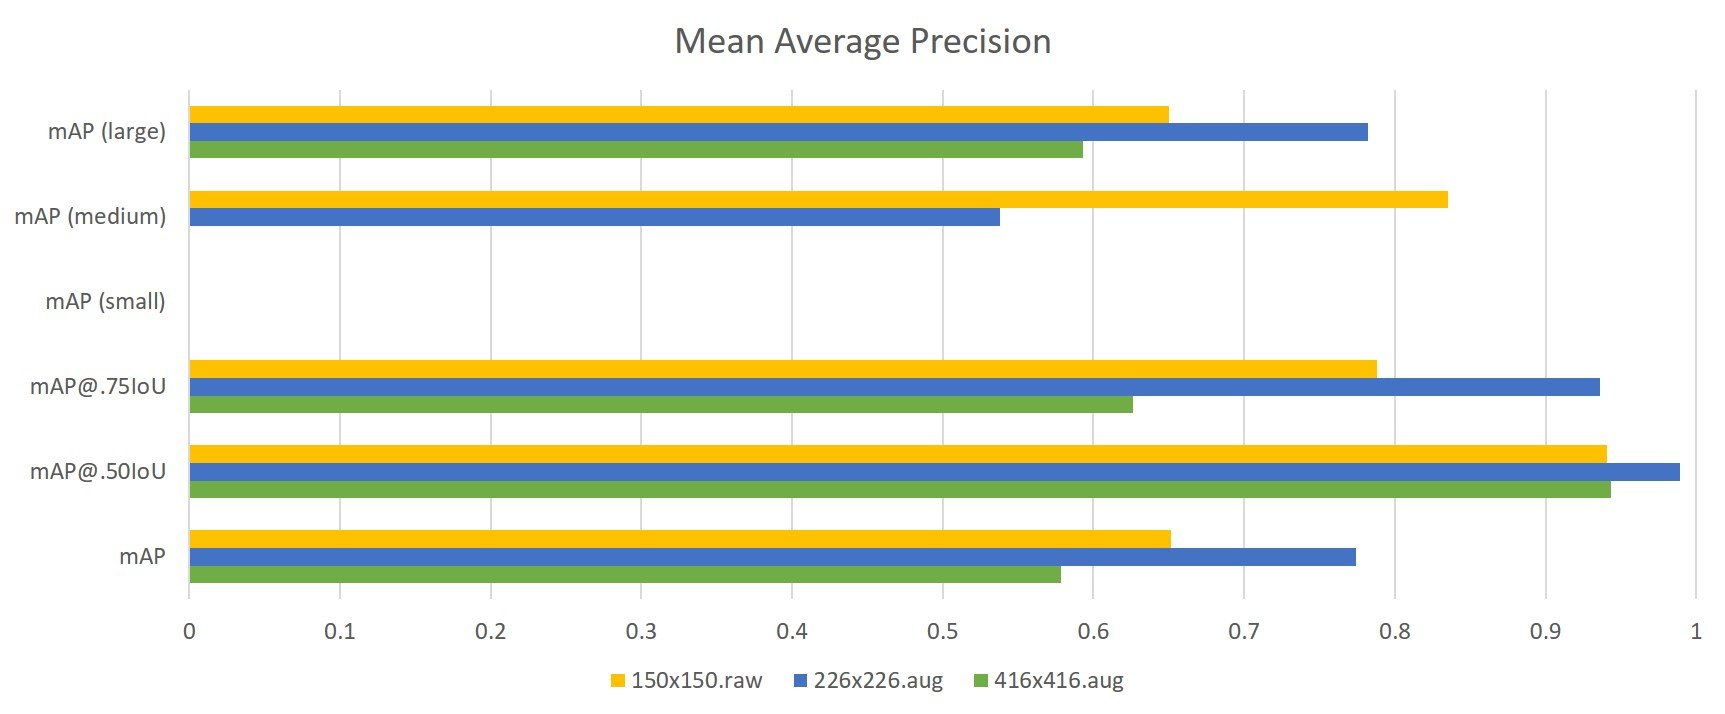 Mean Average Precision
mAP (large)
mAP (medium)
mAP (small)
mAP@.75IoU
mAP@.50IoU
mAP
0 0.1 0.2 0.3 0.4 0.5 0.6 0.7 0.8 0.9 1
150x150.raw 226x226.aug 416x416.aug